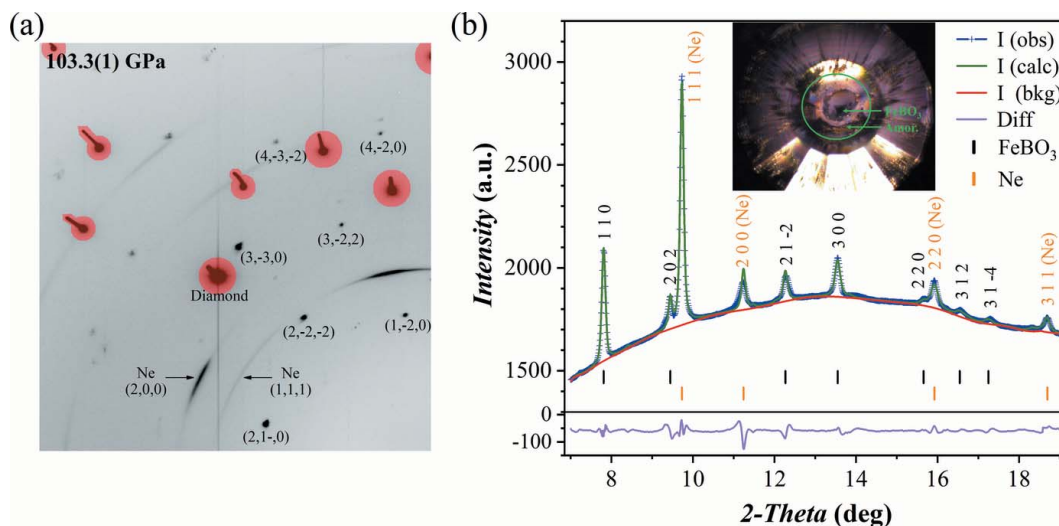 (a)
103.3(1) GPa
(4,-2,0)
(4,-3,-2)
(3,-2,2)
(3,-3,0)
Diamond
(2,-2,-2)
(1,-2,0)
Ne
(2,0,0)
Ne
(1,1,1)
(2,1-,0)
(b)
Intensity (a.u.)
3000
2500
2000
1500
0
-100
1 1 0
2 0 2
1 1 1 (Ne)
2 0 0 (Ne)
2 1 -2
3 0 0
2 2 0
2 2 0 (Ne)
3 1 2
3 1 -4
3 1 1 (Ne)
FeBO₃
Amor.
I (obs)
I (calc)
I (bkg)
Diff
FeBO₃
Ne
8 10 12 14 16 18
2-Theta (deg)